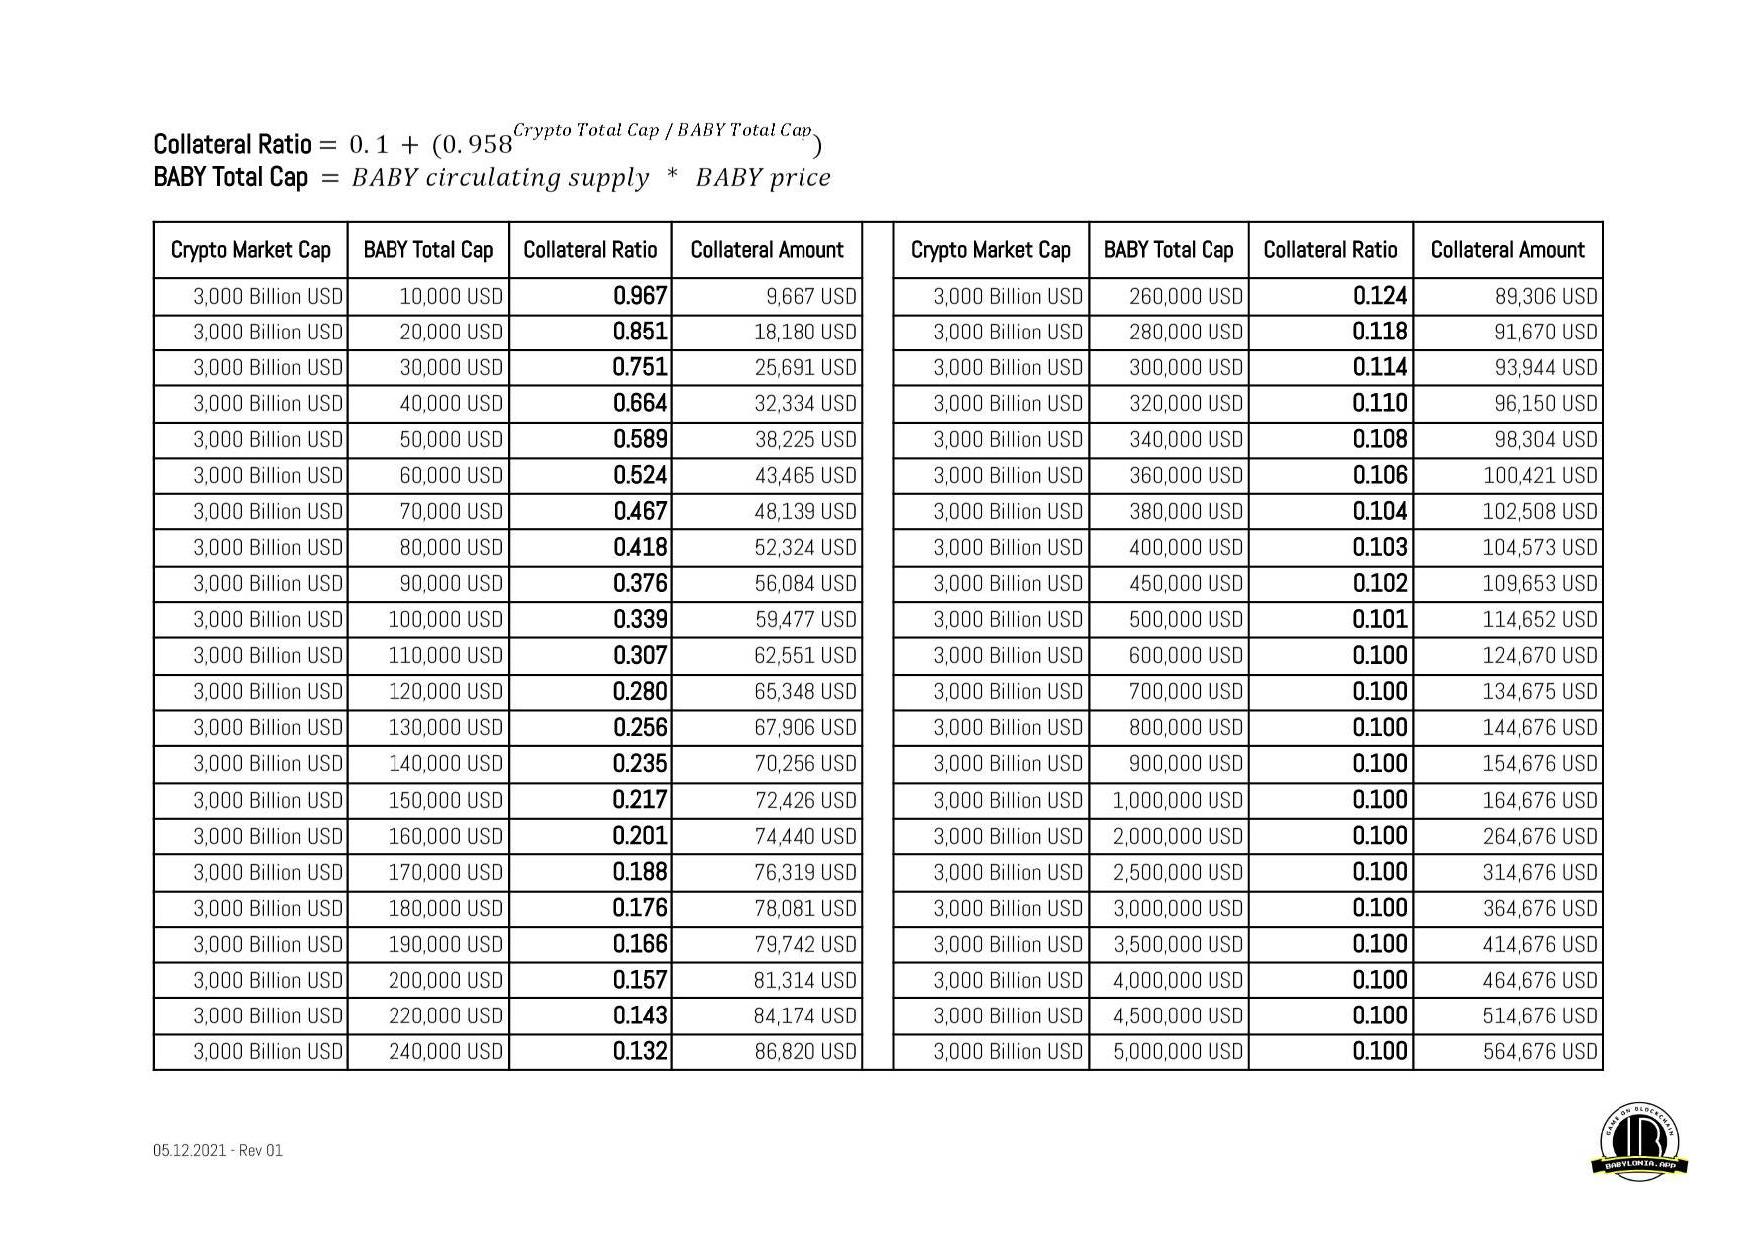 Collateral Ratio = 0.1 + (0.958^Crypto Total Cap / BABY Total Cap)
BABY Total Cap = BABY circulating supply * BABY price
Crypto Market Cap BABY Total Cap Collateral Ratio Collateral Amount Crypto Market Cap BABY Total Cap Collateral Ratio Collateral Amount
3,000 Billion USD 10,000 USD 0.967 9,667 USD 3,000 Billion USD 260,000 USD 0.124 89,306 USD
3,000 Billion USD 20,000 USD 0.851 18,180 USD 3,000 Billion USD 280,000 USD 0.118 91,670 USD
3,000 Billion USD 30,000 USD 0.751 25,691 USD 3,000 Billion USD 300,000 USD 0.114 93,944 USD
3,000 Billion USD 40,000 USD 0.664 32,334 USD 3,000 Billion USD 320,000 USD 0.110 96,150 USD
3,000 Billion USD 50,000 USD 0.589 38,225 USD 3,000 Billion USD 340,000 USD 0.108 98,304 USD
3,000 Billion USD 60,000 USD 0.524 43,465 USD 3,000 Billion USD 360,000 USD 0.106 100,421 USD
3,000 Billion USD 70,000 USD 0.467 48,139 USD 3,000 Billion USD 380,000 USD 0.104 102,508 USD
3,000 Billion USD 80,000 USD 0.418 52,324 USD 3,000 Billion USD 400,000 USD 0.103 104,573 USD
3,000 Billion USD 90,000 USD 0.376 56,084 USD 3,000 Billion USD 450,000 USD 0.102 109,653 USD
3,000 Billion USD 100,000 USD 0.339 59,477 USD 3,000 Billion USD 500,000 USD 0.101 114,652 USD
3,000 Billion USD 110,000 USD 0.307 62,551 USD 3,000 Billion USD 600,000 USD 0.100 124,670 USD
3,000 Billion USD 120,000 USD 0.280 65,348 USD 3,000 Billion USD 700,000 USD 0.100 134,675 USD
3,000 Billion USD 130,000 USD 0.256 67,906 USD 3,000 Billion USD 800,000 USD 0.100 144,676 USD
3,000 Billion USD 140,000 USD 0.235 70,256 USD 3,000 Billion USD 900,000 USD 0.100 154,676 USD
3,000 Billion USD 150,000 USD 0.217 72,426 USD 3,000 Billion USD 1,000,000 USD 0.100 164,676 USD
3,000 Billion USD 160,000 USD 0.201 74,440 USD 3,000 Billion USD 2,000,000 USD 0.100 264,676 USD
3,000 Billion USD 170,000 USD 0.188 76,319 USD 3,000 Billion USD 2,500,000 USD 0.100 314,676 USD
3,000 Billion USD 180,000 USD 0.176 78,081 USD 3,000 Billion USD 3,000,000 USD 0.100 364,676 USD
3,000 Billion USD 190,000 USD 0.166 79,742 USD 3,000 Billion USD 3,500,000 USD 0.100 414,676 USD
3,000 Billion USD 200,000 USD 0.157 81,314 USD 3,000 Billion USD 4,000,000 USD 0.100 464,676 USD
3,000 Billion USD 220,000 USD 0.143 84,174 USD 3,000 Billion USD 4,500,000 USD 0.100 514,676 USD
3,000 Billion USD 240,000 USD 0.132 86,820 USD 3,000 Billion USD 5,000,000 USD 0.100 564,676 USD
05.12.2021 - Rev 01
GAME ON BLOCKCHAIN
BABYLONIA.APP